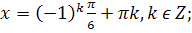 x = (−1)^k π/6 + πk, k ϵ Z;